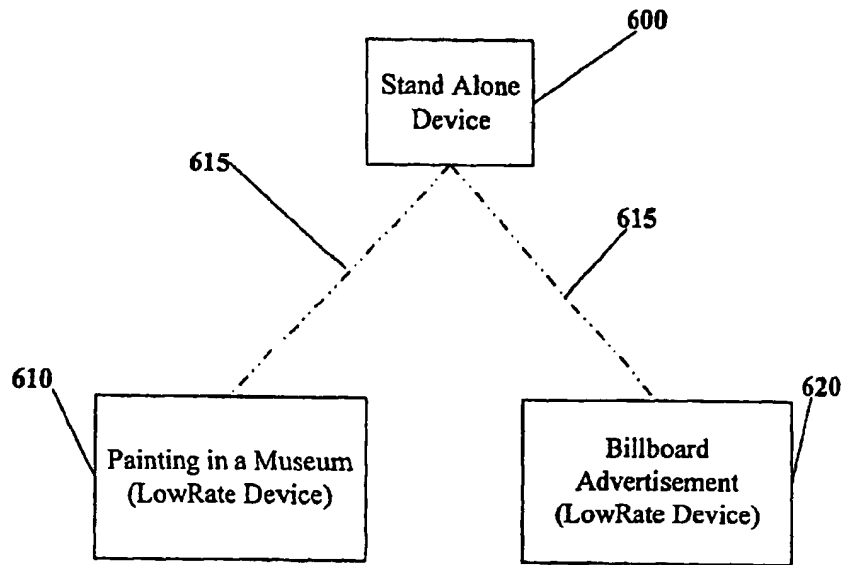 600
Stand Alone
Device
615
615
610
620
Painting in a Museum
(LowRate Device)
Billboard
Advertisement
(LowRate Device)